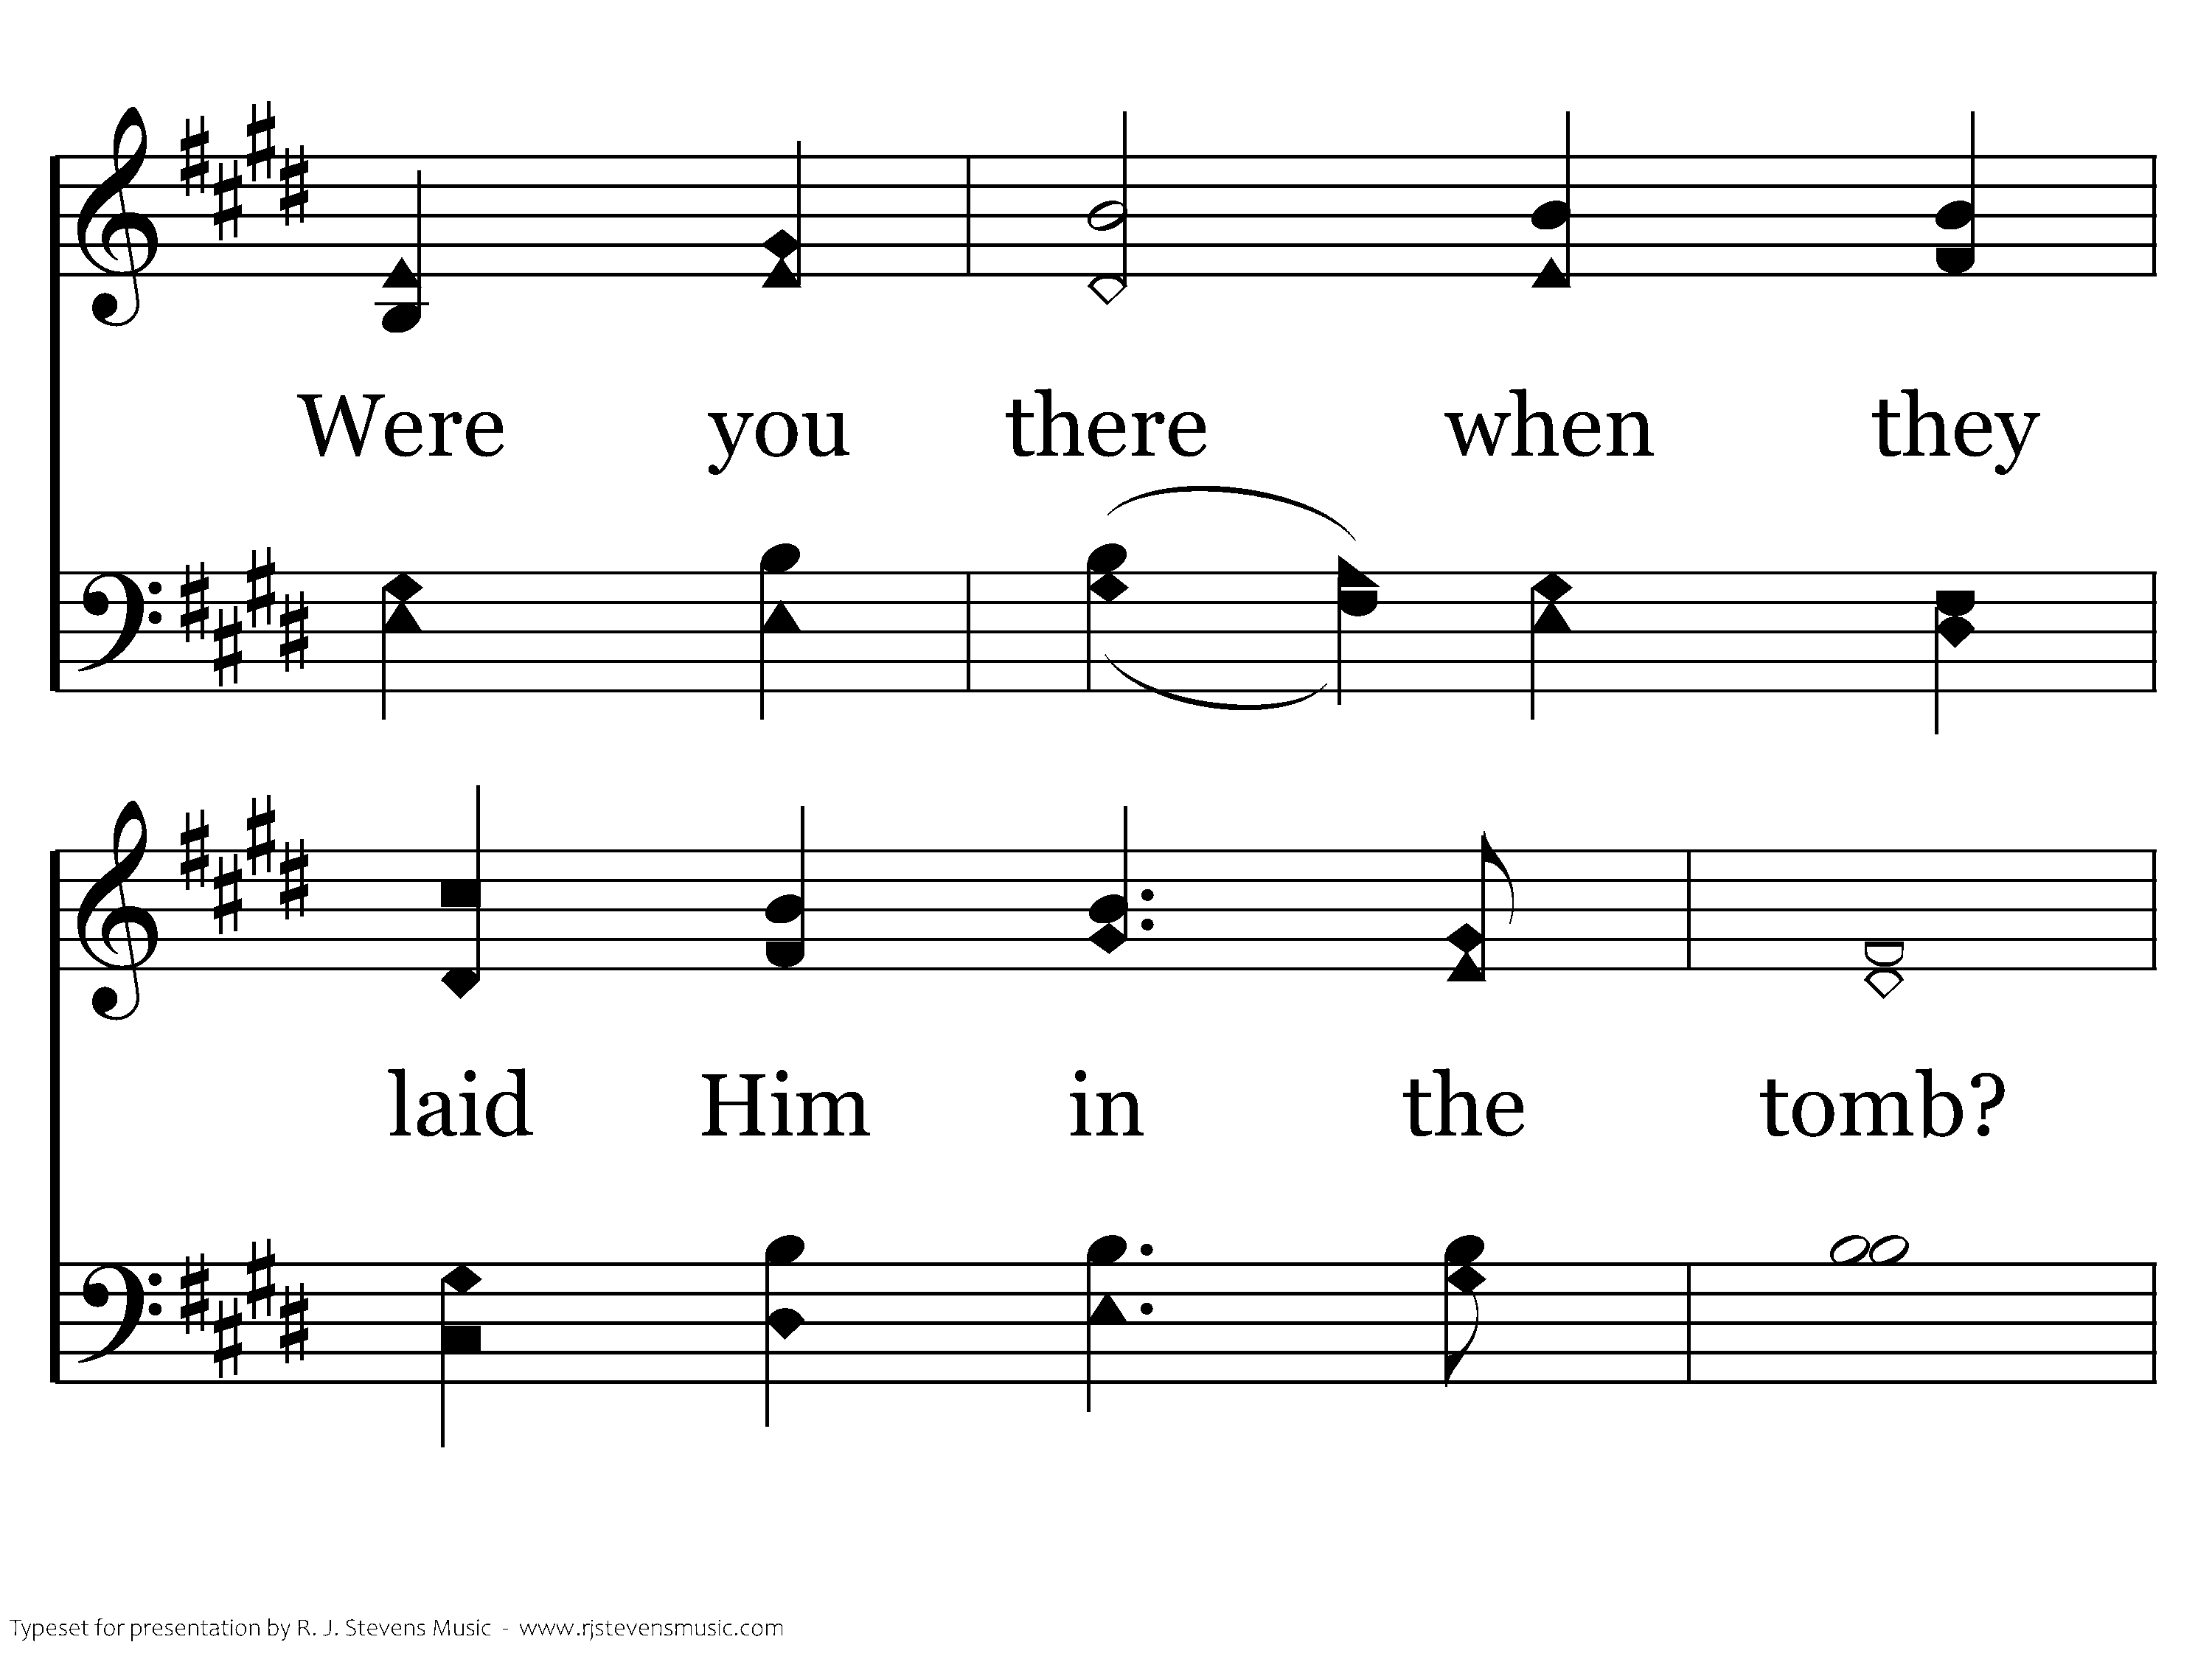 Were you there when they
laid Him in the tomb?
Typeset for presentation by R. J. Stevens Music - www.rjstevensmusic.com